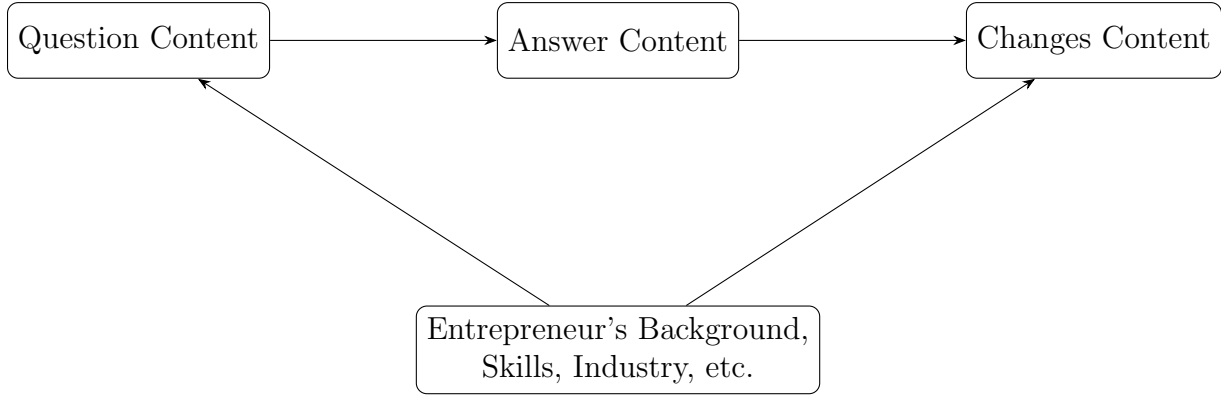 Question Content
Answer Content
Changes Content
Entrepreneur's Background,
Skills, Industry, etc.